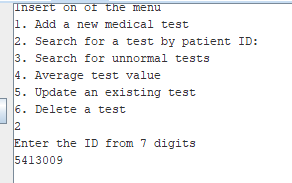 Insert on of the menu
1. Add a new medical test
2. Search for a test by patient ID:
3. Search for unnormal tests
4. Average test value
5. Update an existing test
6. Delete a test
2
Enter the ID from 7 digits
5413009